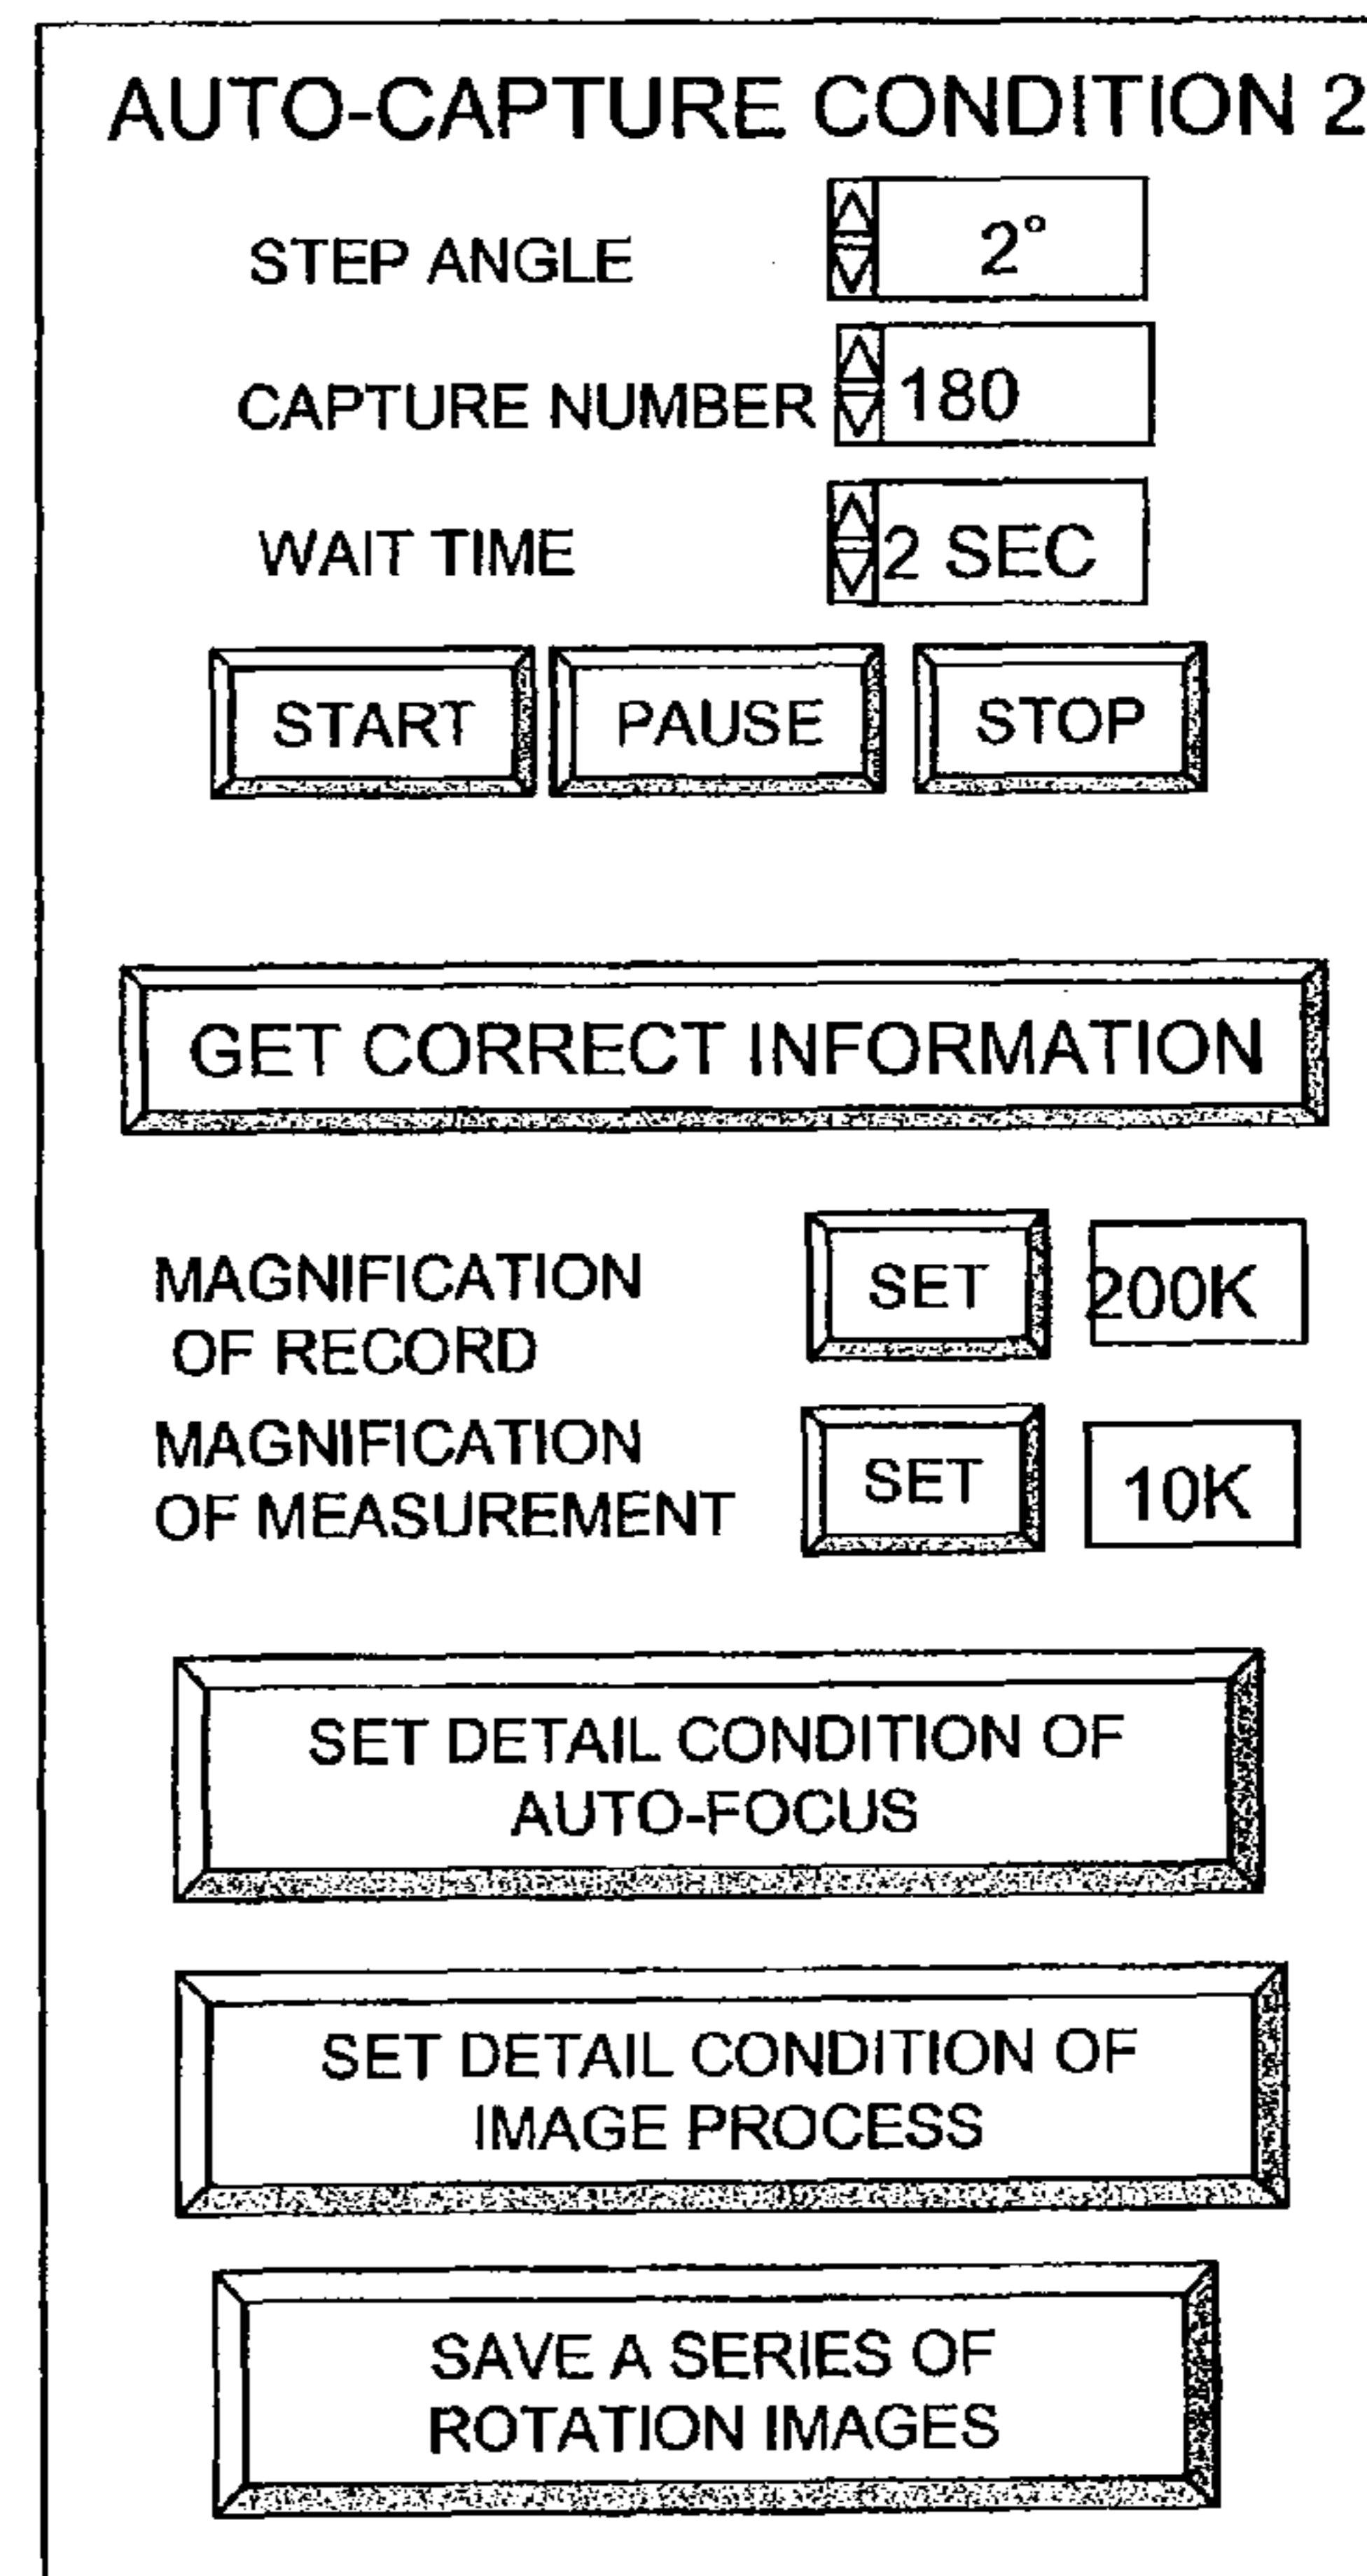 AUTO-CAPTURE CONDITION 2
STEP ANGLE 2°
CAPTURE NUMBER 180
WAIT TIME 2 SEC
START PAUSE STOP
GET CORRECT INFORMATION
MAGNIFICATION
OF RECORD
SET 200K
MAGNIFICATION
OF MEASUREMENT
SET 10K
SET DETAIL CONDITION OF
AUTO-FOCUS
SET DETAIL CONDITION OF
IMAGE PROCESS
SAVE A SERIES OF
ROTATION IMAGES